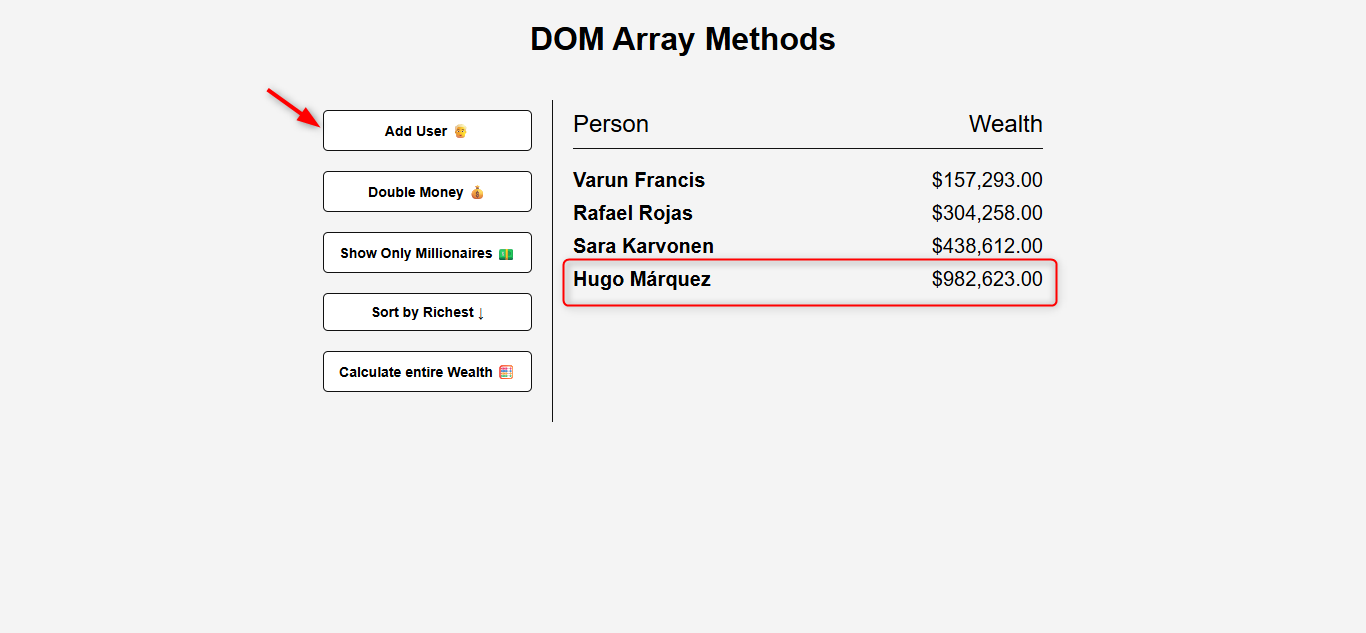 DOM Array Methods
Add User 👱
Double Money 💰
Show Only Millionaires 💵
Sort by Richest ↓
Calculate entire Wealth 🧮
Person Wealth
Varun Francis $157,293.00
Rafael Rojas $304,258.00
Sara Karvonen $438,612.00
Hugo Márquez $982,623.00